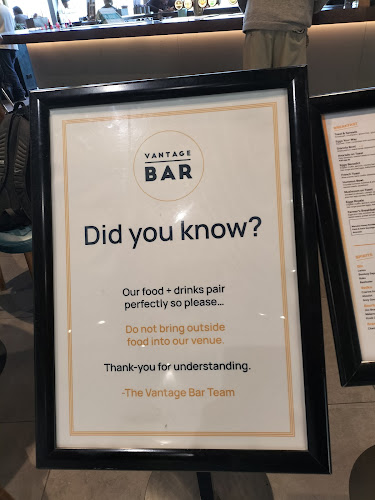 VANTAGE
BAR
Did you know?
Our food + drinks pair
perfectly so please...
Do not bring outside
food into our venue.
Thank-you for understanding.
-The Vantage Bar Team